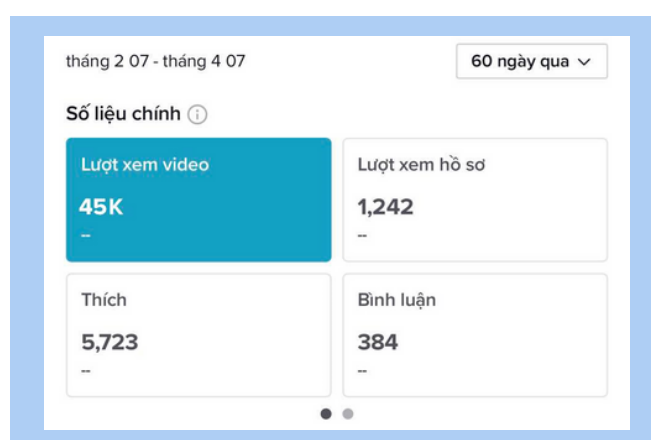 tháng 2 07 - tháng 4 07
60 ngày qua
Số liệu chính
Lượt xem video
45K
--
Lượt xem hồ sơ
1,242
--
Thích
5,723
--
Bình luận
384
--